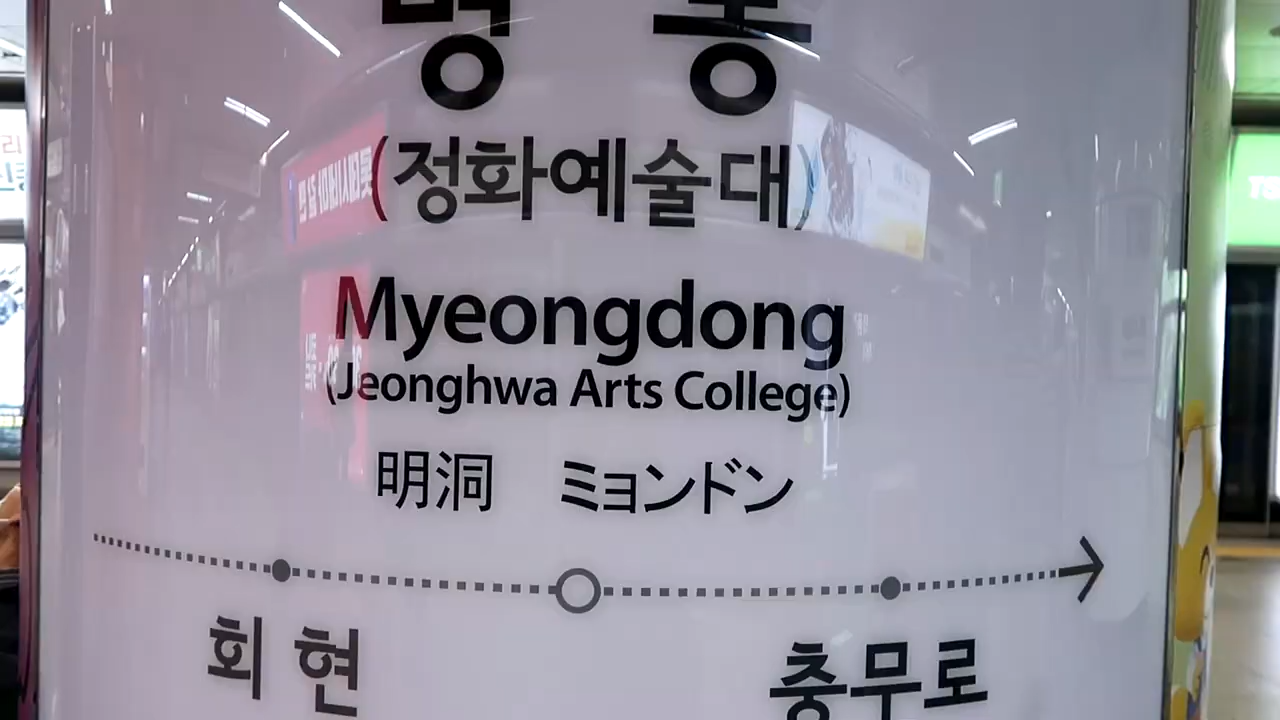 명 동
(정화예술대)
Myeongdong
(Jeonghwa Arts College)
明洞 ミョンドン
회 현 충무로